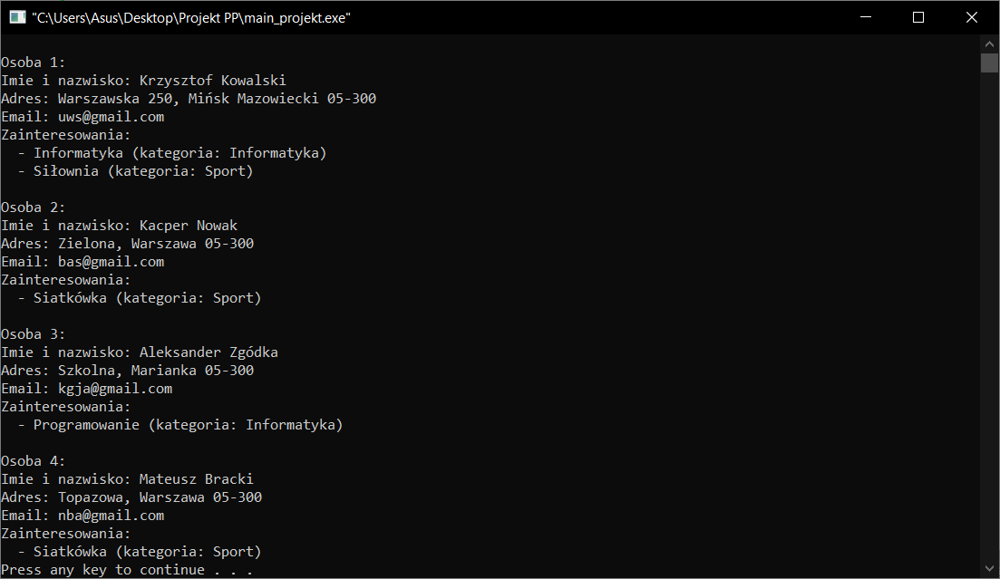 "C:\Users\Asus\Desktop\Projekt PP\main_projekt.exe"
Osoba 1:
Imie i nazwisko: Krzysztof Kowalski
Adres: Warszawska 250, Mińsk Mazowiecki 05-300
Email: uws@gmail.com
Zainteresowania:
  - Informatyka (kategoria: Informatyka)
  - Siłownia (kategoria: Sport)

Osoba 2:
Imie i nazwisko: Kacper Nowak
Adres: Zielona, Warszawa 05-300
Email: bas@gmail.com
Zainteresowania:
  - Siatkówka (kategoria: Sport)

Osoba 3:
Imie i nazwisko: Aleksander Zgódka
Adres: Szkolna, Marianka 05-300
Email: kgja@gmail.com
Zainteresowania:
  - Programowanie (kategoria: Informatyka)

Osoba 4:
Imie i nazwisko: Mateusz Bracki
Adres: Topazowa, Warszawa 05-300
Email: nba@gmail.com
Zainteresowania:
  - Siatkówka (kategoria: Sport)
Press any key to continue . . .